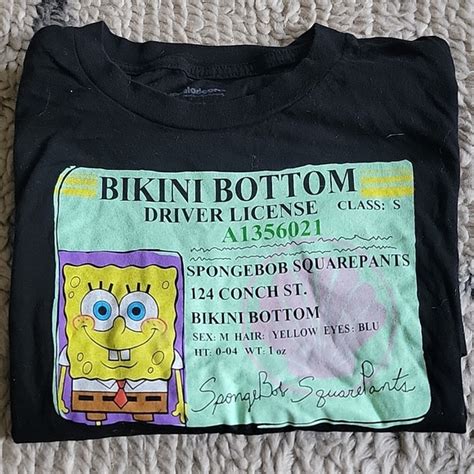 BIKINI BOTTOM
DRIVER LICENSE CLASS: S
A1356021
SPONGEBOB SQUAREPANTS
124 CONCH ST.
BIKINI BOTTOM
SEX: M HAIR: YELLOW EYES: BLU
HT: 0-04 WT: 1 oz
SpongeBob SquarePants